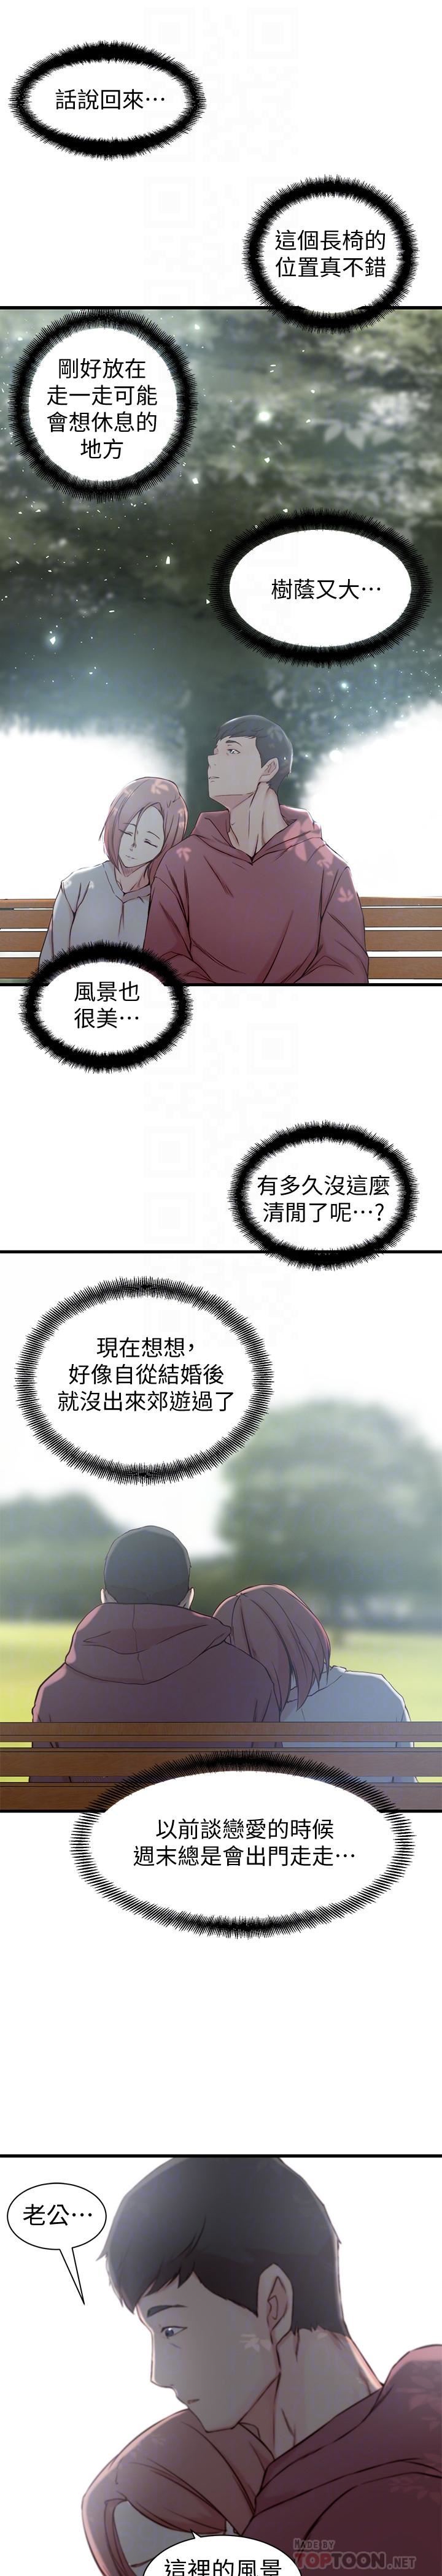 話說回來⋯
這個長椅的
位置真不錯
剛好放在
走一走可能
會想休息的
地方
樹蔭又大⋯
風景也
很美⋯
有多久沒這麼
清閒了呢⋯?
現在想想，
好像自從結婚後
就沒出來郊遊過了
以前談戀愛的時候
週末總是會出門走走⋯
老公⋯
這裡的風景
MADE BY
TOPTOON.NET